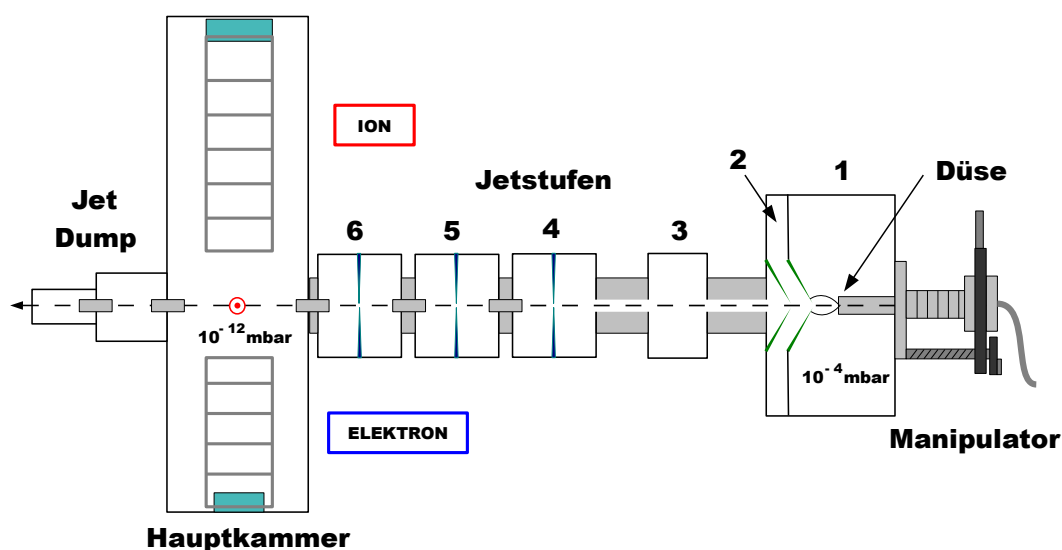 ION
2
1
Düse
Jetstufen
Jet
Dump
6
5
4
3
10⁻¹²mbar
10⁻⁴mbar
ELEKTRON
Manipulator
Hauptkammer